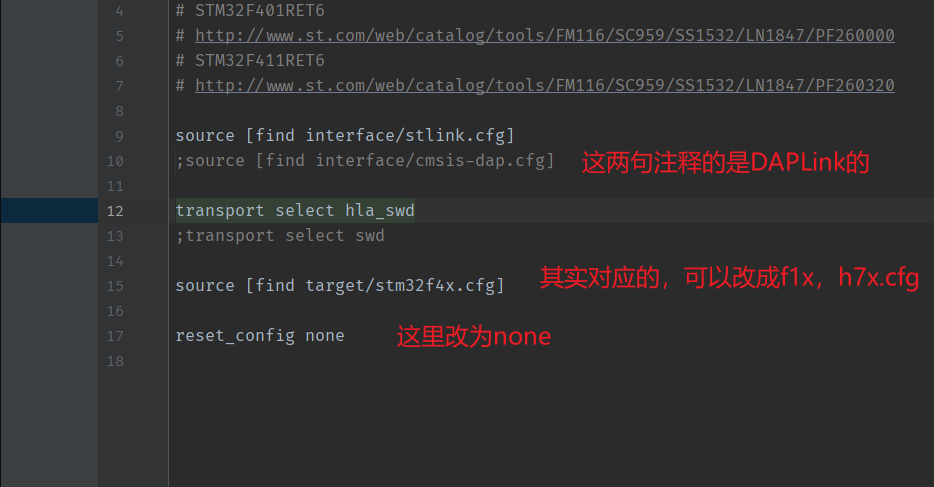 4 # STM32F401RET6
5 # http://www.st.com/web/catalog/tools/FM116/SC959/SS1532/LN1847/PF260000
6 # STM32F411RET6
7 # http://www.st.com/web/catalog/tools/FM116/SC959/SS1532/LN1847/PF260320
8
9 source [find interface/stlink.cfg]
10 ;source [find interface/cmsis-dap.cfg] 这两句注释的是DAPLink的
11
12 transport select hla_swd
13 ;transport select swd
14
15 source [find target/stm32f4x.cfg] 其实对应的，可以改成f1x，h7x.cfg
16
17 reset_config none 这里改为none
18